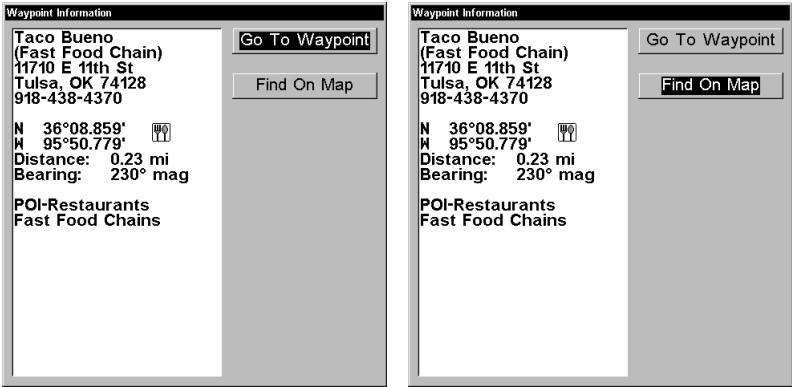 Waypoint Information
Taco Bueno
(Fast Food Chain)
11710 E 11th St
Tulsa, OK 74128
918-438-4370
N 36°08.859'
W 95°50.779'
Distance: 0.23 mi
Bearing: 230° mag
POI-Restaurants
Fast Food Chains
Go To Waypoint
Find On Map
Waypoint Information
Taco Bueno
(Fast Food Chain)
11710 E 11th St
Tulsa, OK 74128
918-438-4370
N 36°08.859'
W 95°50.779'
Distance: 0.23 mi
Bearing: 230° mag
POI-Restaurants
Fast Food Chains
Go To Waypoint
Find On Map